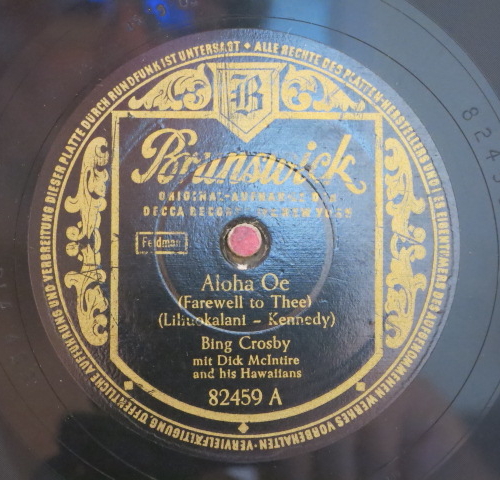 ALLE RECHTE DES PLATTEN-HERSTELLERS UND DES EIGENTÜMERS DES AUFGENOMMENEN WERKES VORBEHALTEN · VERVIELFÄLTIGUNG, ÖFFENTLICHE AUFFÜHRUNG UND VERBREITUNG DIESER PLATTE DURCH RUNDFUNK IST UNTERSAGT
B
Brunswick
ORIGINAL-AUFNAHME DER
DECCA RECORD NEW YORK
Feldman
Aloha Oe
(Farewell to Thee)
(Liliuokalani - Kennedy)
Bing Crosby
mit Dick McIntire
and his Hawaiians
82459 A